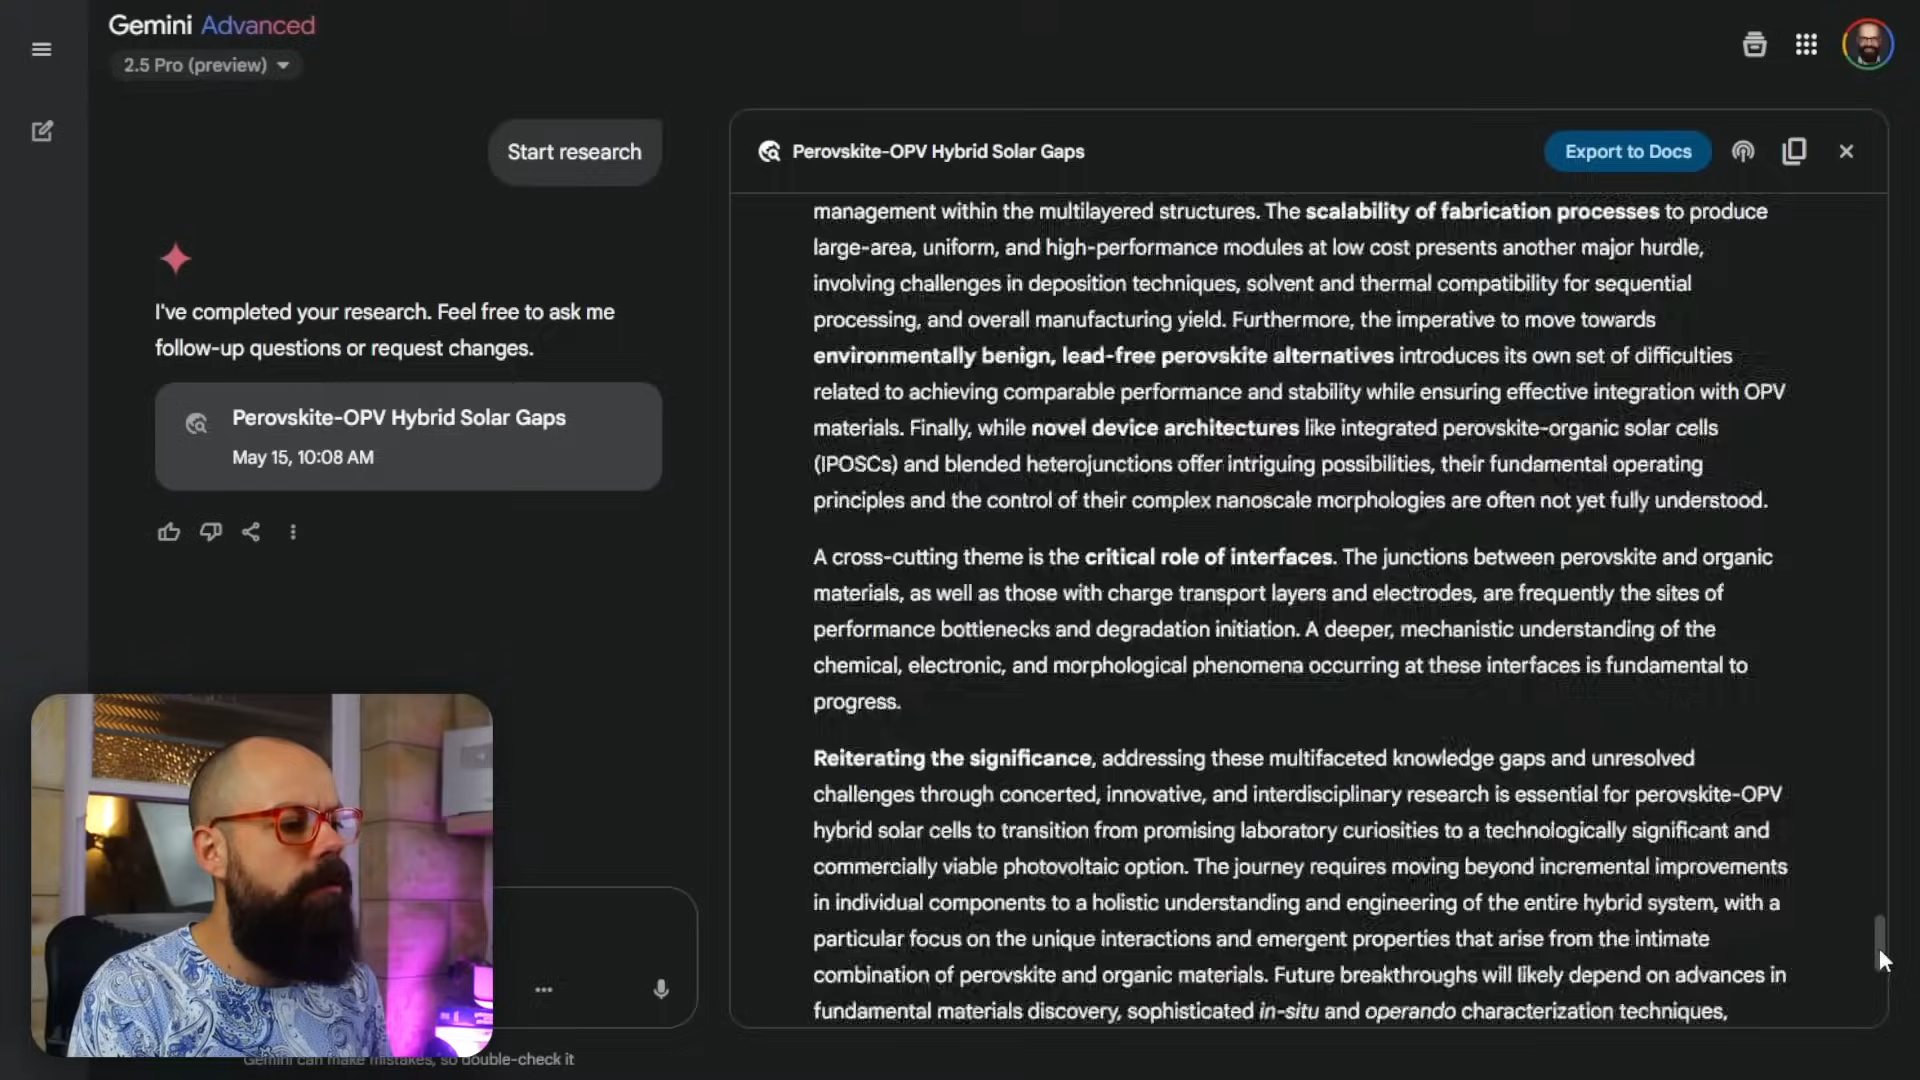 Gemini Advanced
2.5 Pro (preview)
Start research
I've completed your research. Feel free to ask me
follow-up questions or request changes.
Perovskite-OPV Hybrid Solar Gaps
May 15, 10:08 AM
Gemini can make mistakes, so double-check it
Perovskite-OPV Hybrid Solar Gaps
Export to Docs
management within the multilayered structures. The scalability of fabrication processes to produce
large-area, uniform, and high-performance modules at low cost presents another major hurdle,
involving challenges in deposition techniques, solvent and thermal compatibility for sequential
processing, and overall manufacturing yield. Furthermore, the imperative to move towards
environmentally benign, lead-free perovskite alternatives introduces its own set of difficulties
related to achieving comparable performance and stability while ensuring effective integration with OPV
materials. Finally, while novel device architectures like integrated perovskite-organic solar cells
(IPOSCs) and blended heterojunctions offer intriguing possibilities, their fundamental operating
principles and the control of their complex nanoscale morphologies are often not yet fully understood.
A cross-cutting theme is the critical role of interfaces. The junctions between perovskite and organic
materials, as well as those with charge transport layers and electrodes, are frequently the sites of
performance bottlenecks and degradation initiation. A deeper, mechanistic understanding of the
chemical, electronic, and morphological phenomena occurring at these interfaces is fundamental to
progress.
Reiterating the significance, addressing these multifaceted knowledge gaps and unresolved
challenges through concerted, innovative, and interdisciplinary research is essential for perovskite-OPV
hybrid solar cells to transition from promising laboratory curiosities to a technologically significant and
commercially viable photovoltaic option. The journey requires moving beyond incremental improvements
in individual components to a holistic understanding and engineering of the entire hybrid system, with a
particular focus on the unique interactions and emergent properties that arise from the intimate
combination of perovskite and organic materials. Future breakthroughs will likely depend on advances in
fundamental materials discovery, sophisticated in-situ and operando characterization techniques,